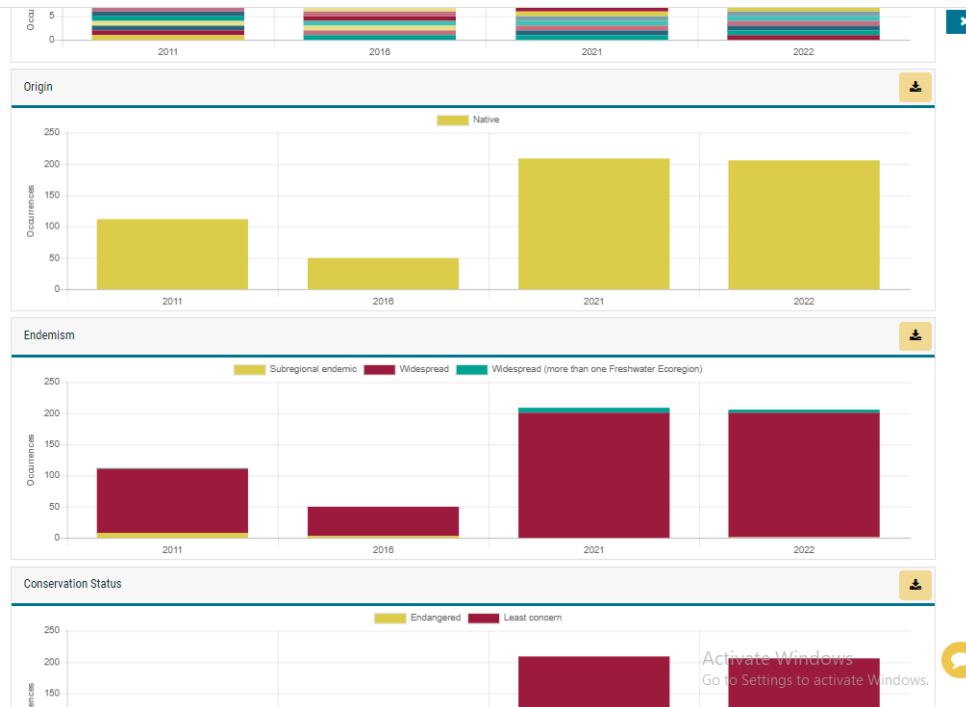 5
0
2011 2016 2021 2022
Origin
Native
250
200
150
100
50
0
Occurrences
2011 2016 2021 2022
Endemism
Subregional endemic Widespread Widespread (more than one Freshwater Ecoregion)
250
200
150
100
50
0
Occurrences
2011 2016 2021 2022
Conservation Status
Endangered Least concern
250
200
150
Activate Windows
Go to Settings to activate Windows.